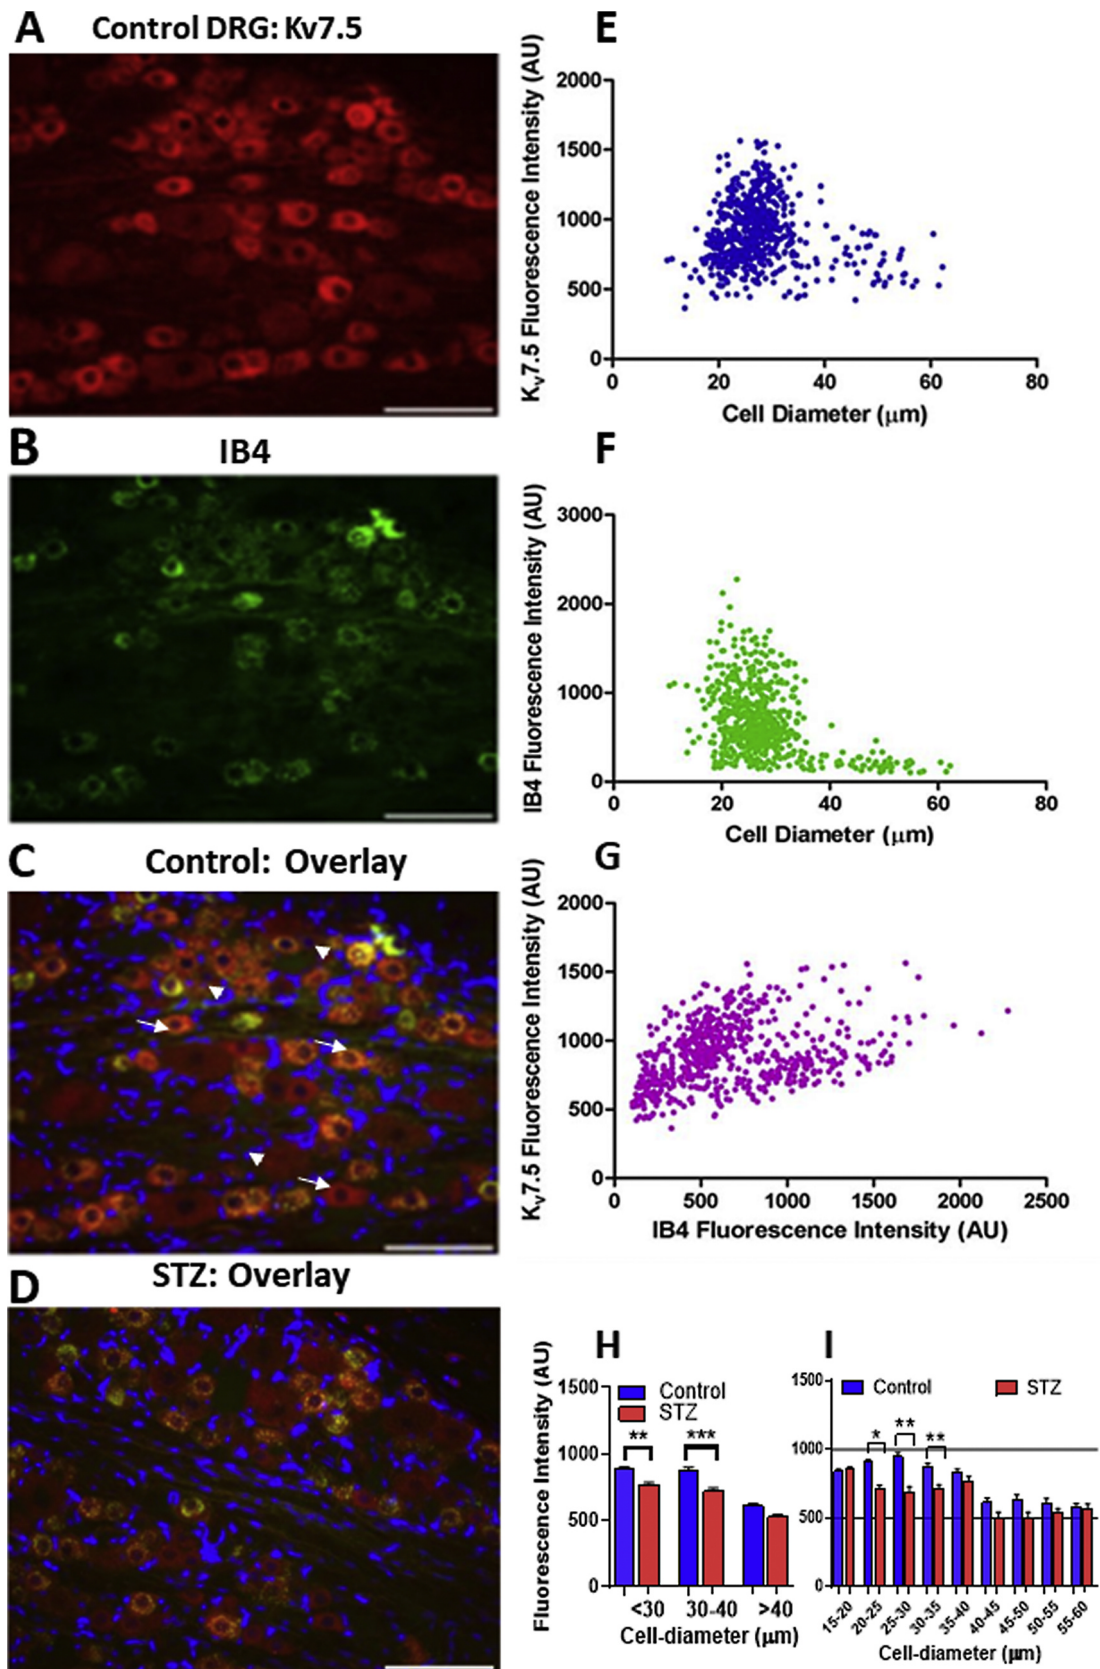 A
Control DRG: Kv7.5
B
IB4
C
Control: Overlay
D
STZ: Overlay
E
Kv7.5 Fluorescence Intensity (AU)
2000
1500
1000
500
0
0 20 40 60 80
Cell Diameter (μm)
F
IB4 Fluorescence Intensity (AU)
3000
2000
1000
0
0 20 40 60 80
Cell Diameter (μm)
G
Kv7.5 Fluorescence Intensity (AU)
2000
1500
1000
500
0
0 500 1000 1500 2000 2500
IB4 Fluorescence Intensity (AU)
H
Fluorescence Intensity (AU)
1500
1000
500
0
Control
STZ
** ***
<30 30-40 >40
Cell-diameter (μm)
I
1500
1000
500
0
Control STZ
* ** **
15-20 20-25 25-30 30-35 35-40 40-45 45-50 50-55 55-60
Cell-diameter (μm)